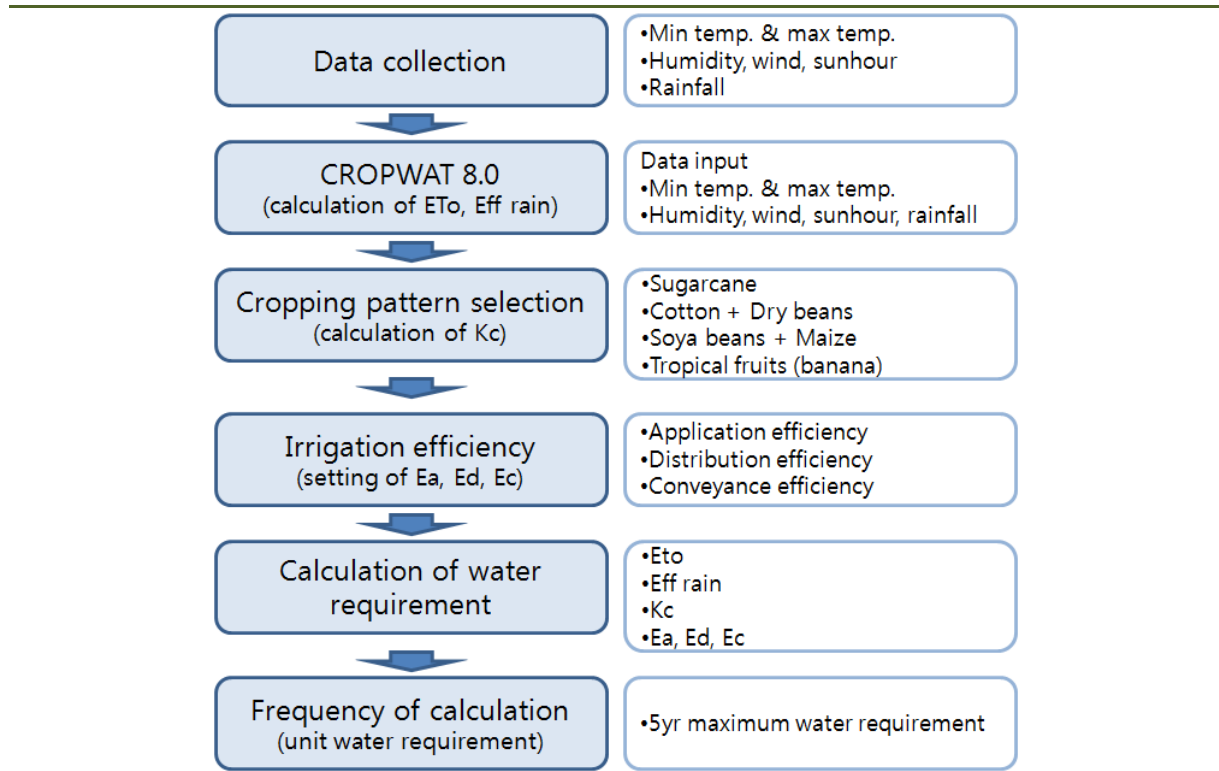 Data collection
•Min temp. & max temp.
•Humidity, wind, sunhour
•Rainfall
CROPWAT 8.0
(calculation of ETo, Eff rain)
Data input
•Min temp. & max temp.
•Humidity, wind, sunhour, rainfall
Cropping pattern selection
(calculation of Kc)
•Sugarcane
•Cotton + Dry beans
•Soya beans + Maize
•Tropical fruits (banana)
Irrigation efficiency
(setting of Ea, Ed, Ec)
•Application efficiency
•Distribution efficiency
•Conveyance efficiency
Calculation of water
requirement
•Eto
•Eff rain
•Kc
•Ea, Ed, Ec
Frequency of calculation
(unit water requirement)
•5yr maximum water requirement